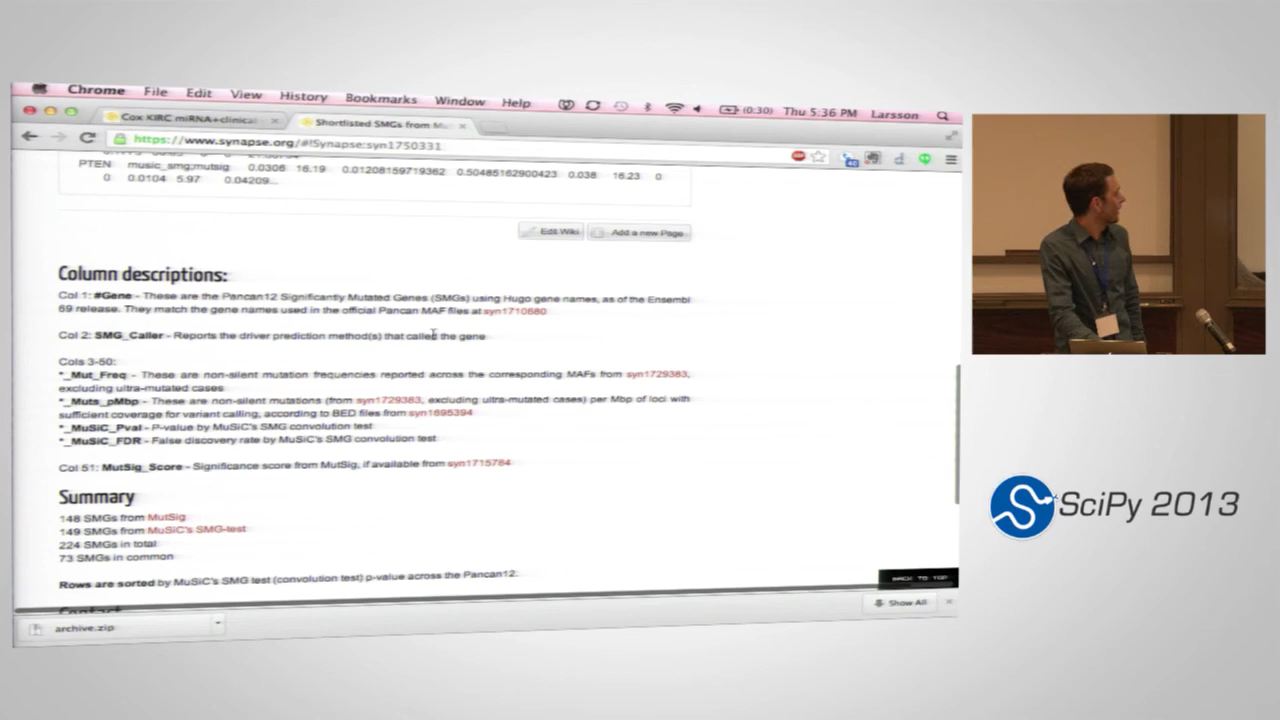 Chrome File Edit View History Bookmarks Window Help (0:30) Thu 5:36 PM Larsson
Cox KIRC miRNA+clinical × Shortlisted SMGs from Mu ×
https://www.synapse.org/#!Synapse:syn1750331
PTEN music_smg;mutsig 0.0306 16.19 0.01208159719362 0.50485162900423 0.038 16.23 0
0 0.0104 5.97 0.04209...
Edit Wiki Add a new Page
Column descriptions:
Col 1: #Gene - These are the Pancan12 Significantly Mutated Genes (SMGs) using Hugo gene names, as of the Ensembl
69 release. They match the gene names used in the official Pancan MAF files at syn1710680
Col 2: SMG_Caller - Reports the driver prediction method(s) that called the gene
Cols 3-50:
*_Mut_Freq - These are non-silent mutation frequencies reported across the corresponding MAFs from syn1729383,
excluding ultra-mutated cases
*_Muts_pMbp - These are non-silent mutations (from syn1729383, excluding ultra-mutated cases) per Mbp of loci with
sufficient coverage for variant calling, according to BED files from syn1695394
*_MuSiC_Pval - P-value by MuSiC's SMG convolution test
*_MuSiC_FDR - False discovery rate by MuSiC's SMG convolution test
Col 51: MutSig_Score - Significance score from MutSig, if available from syn1715784
Summary
148 SMGs from MutSig
149 SMGs from MuSiC's SMG-test
224 SMGs in total
73 SMGs in common
Rows are sorted by MuSiC's SMG test (convolution test) p-value across the Pancan12.
BACK TO TOP
Contact
archive.zip
Show All ×
SciPy 2013